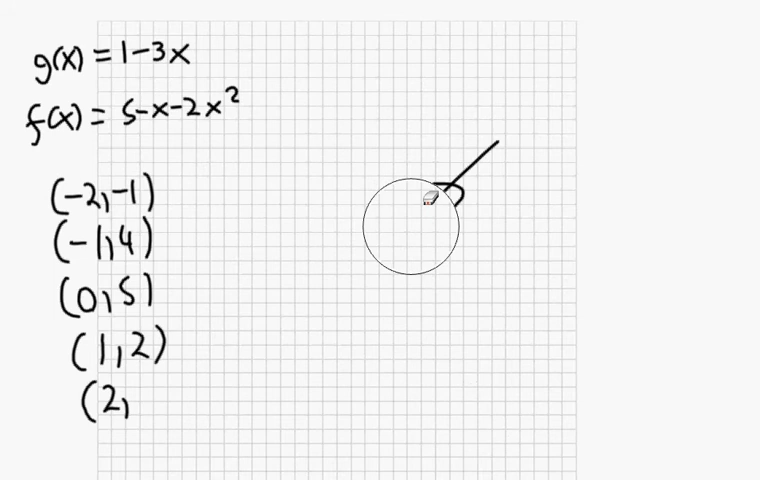 g(x) = 1-3x
f(x) = 5-x-2x²
(-2,-1)
(-1,4)
(0,5)
(1,2)
(2,